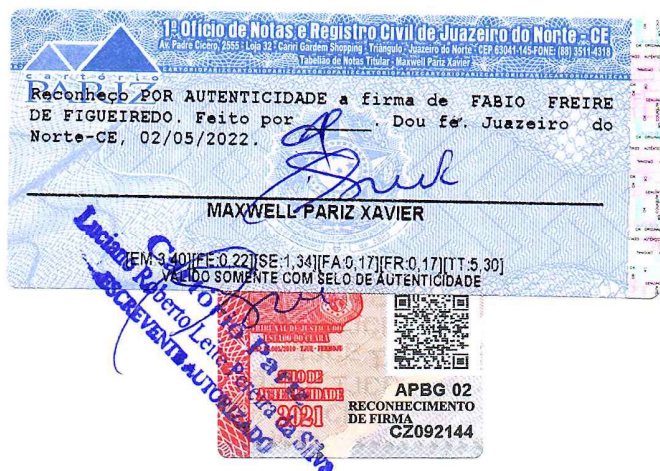 1º Ofício de Notas e Registro Civil de Juazeiro do Norte - CE
Av. Padre Cícero, 2555 - Loja 32 - Cariri Gardem Shopping - Triângulo - Juazeiro do Norte - CEP 63041-145-FONE: (88) 3511-4318
Tabelião de Notas Titular - Maxwell Pariz Xavier
cartório
PARIZ
Reconheço POR AUTENTICIDADE a firma de FABIO FREIRE
DE FIGUEIREDO. Feito por ______. Dou fé. Juazeiro do
Norte-CE, 02/05/2022.
MAXWELL PARIZ XAVIER
[EM:3,40][FE:0,22][SE:1,34][FA:0,17][FR:0,17][TT:5,30]
VÁLIDO SOMENTE COM SELO DE AUTENTICIDADE
Cartório Pariz
Luciano Roberto Leite Pereira da Silva
ESCREVENTE AUTORIZADO
TRIBUNAL DE JUSTIÇA DO
ESTADO DO CEARÁ
SELO DE
AUTENTICIDADE
2021
APBG 02
RECONHECIMENTO
DE FIRMA
CZ092144